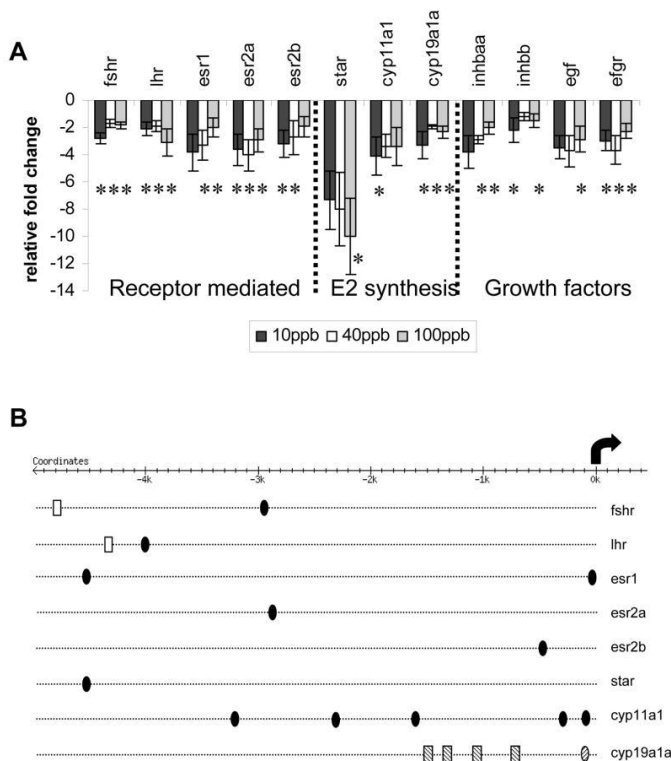 A
fshr
lhr
esr1
esr2a
esr2b
star
cyp11a1
cyp19a1a
inhbaa
inhbb
egf
efgr
relative fold change
0
-2
-4
-6
-8
-10
-12
-14
*** *** ** *** ** * * *** ** * * * ***
Receptor mediated
E2 synthesis
Growth factors
10ppb 40ppb 100ppb
B
Coordinates
-4k -3k -2k -1k 0k
fshr
lhr
esr1
esr2a
esr2b
star
cyp11a1
cyp19a1a